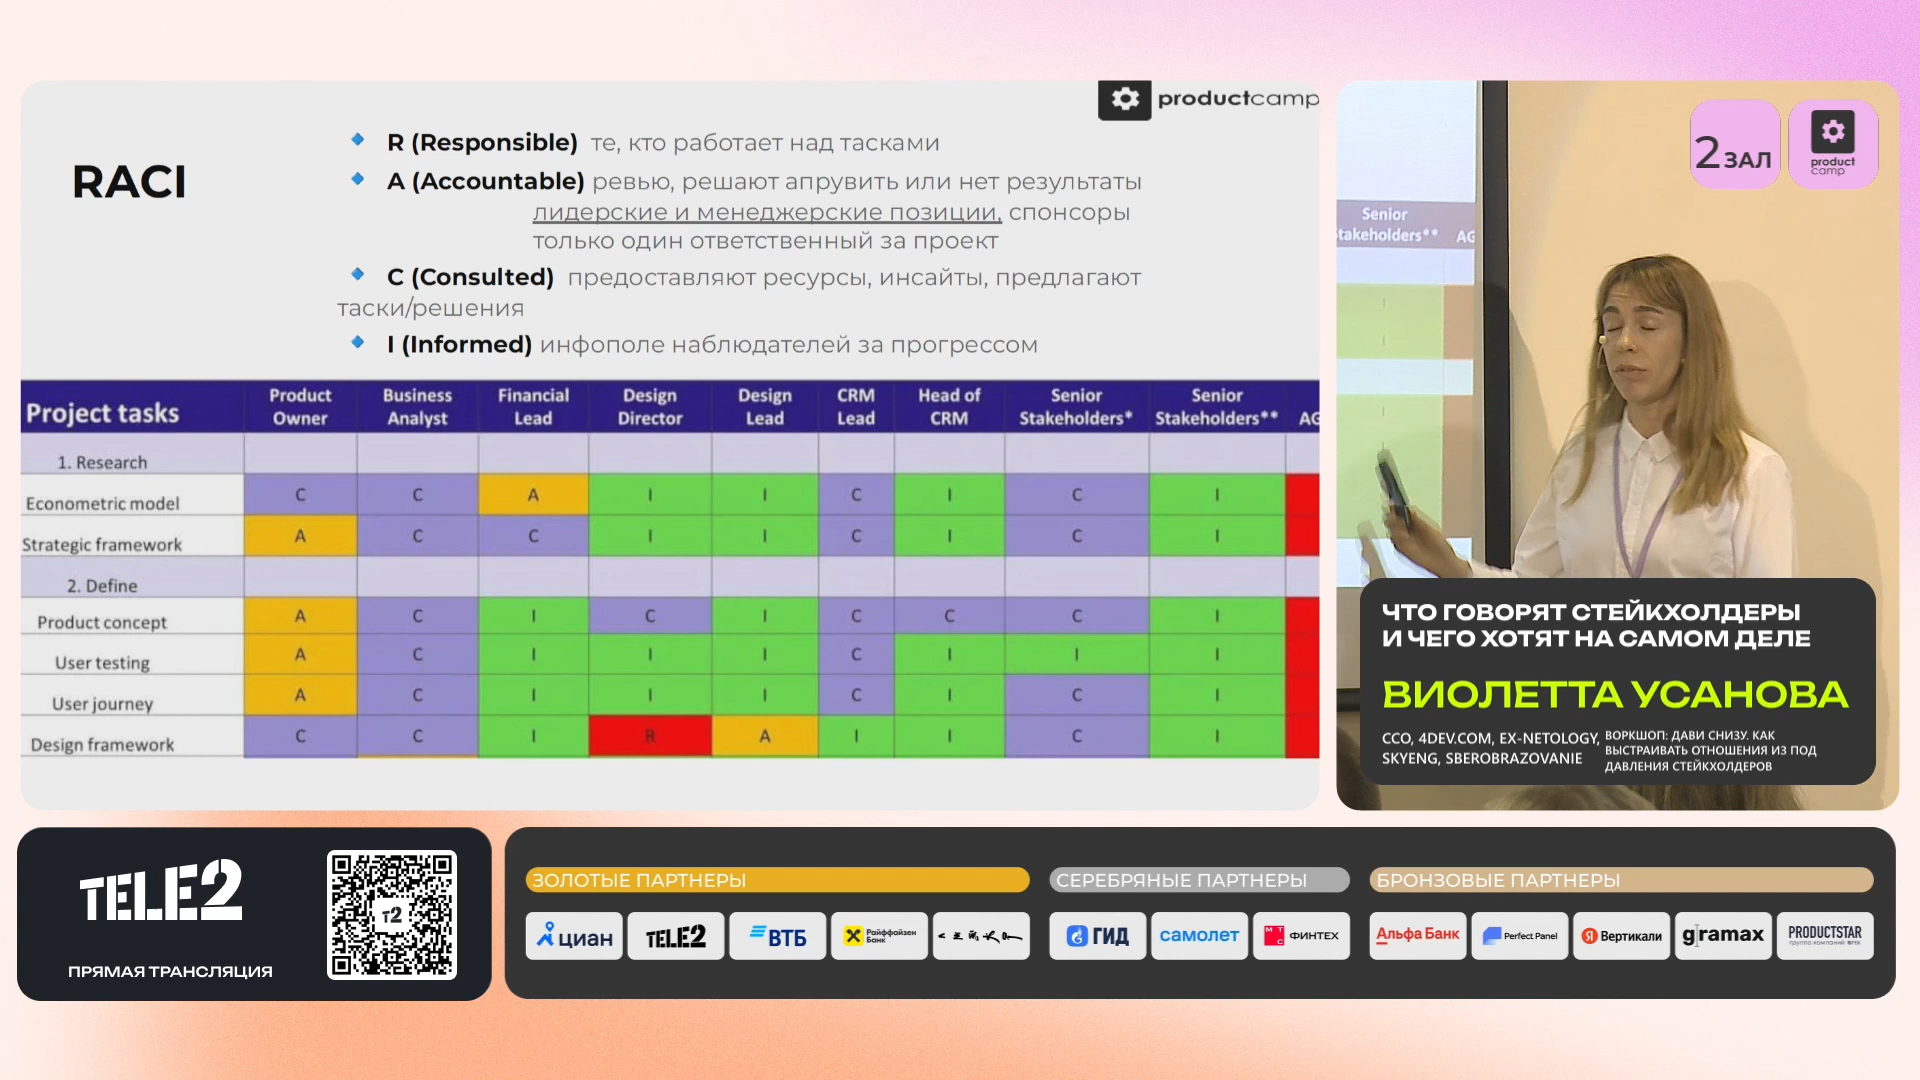 productcamp
RACI
R (Responsible) те, кто работает над тасками
A (Accountable) ревью, решают апрувить или нет результаты
лидерские и менеджерские позиции, спонсоры
только один ответственный за проект
C (Consulted) предоставляют ресурсы, инсайты, предлагают
таски/решения
I (Informed) инфополе наблюдателей за прогрессом
Project tasks Product Owner Business Analyst Financial Lead Design Director Design Lead CRM Lead Head of CRM Senior Stakeholders* Senior Stakeholders** AG
1. Research
Econometric model C C A I I C I C I
Strategic framework A C C I I C I C I
2. Define
Product concept A C I C I C C C I
User testing A C I I I C I I I
User journey A C I I I C I C I
Design framework C C I R A I I C I
Senior
takeholders** AG
2 ЗАЛ
product
camp
ЧТО ГОВОРЯТ СТЕЙКХОЛДЕРЫ
И ЧЕГО ХОТЯТ НА САМОМ ДЕЛЕ
ВИОЛЕТТА УСАНОВА
CCO, 4DEV.COM, EX-NETOLOGY,
SKYENG, SBEROBRAZOVANIE
ВОРКШОП: ДАВИ СНИЗУ. КАК
ВЫСТРАИВАТЬ ОТНОШЕНИЯ ИЗ ПОД
ДАВЛЕНИЯ СТЕЙКХОЛДЕРОВ
TELE2
T2
ПРЯМАЯ ТРАНСЛЯЦИЯ
ЗОЛОТЫЕ ПАРТНЕРЫ
циан TELE2 ВТБ Райффайзен Банк
СЕРЕБРЯНЫЕ ПАРТНЕРЫ
ГИД самолет МТС ФИНТЕХ
БРОНЗОВЫЕ ПАРТНЕРЫ
Альфа Банк Perfect Panel Я Вертикали gramax PRODUCTSTAR